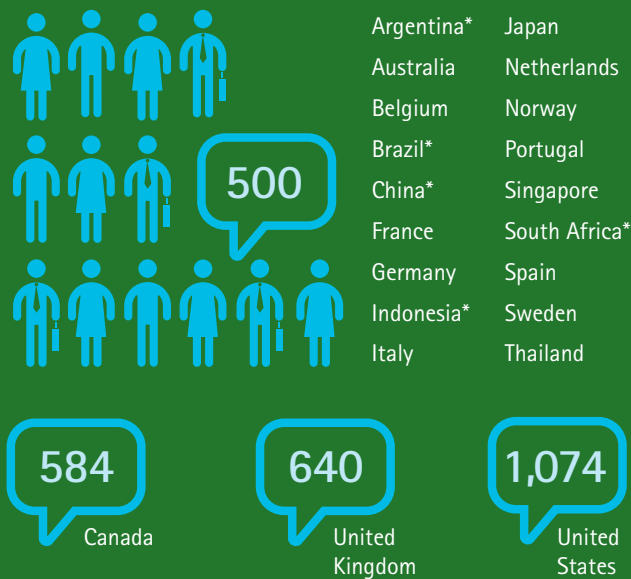 500
Argentina* Japan
Australia Netherlands
Belgium Norway
Brazil* Portugal
China* Singapore
France South Africa*
Germany Spain
Indonesia* Sweden
Italy Thailand
584
Canada
640
United
Kingdom
1,074
United
States